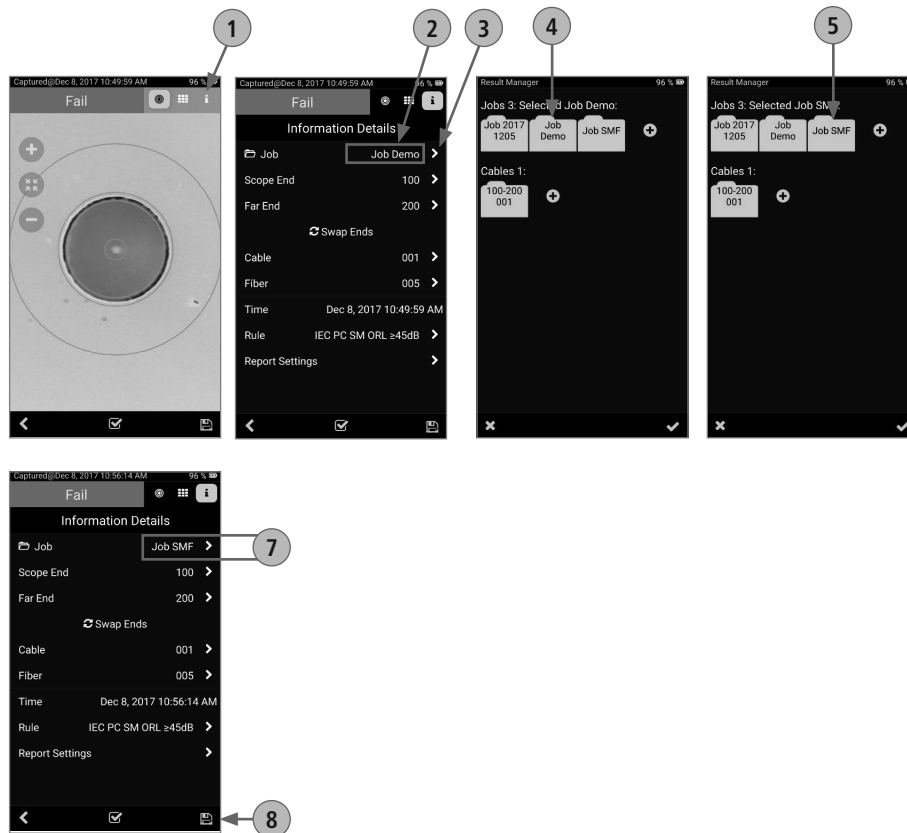 1
2
3
4
5
Captured@Dec 8, 2017 10:49:59 AM 96 %
Fail
i
Captured@Dec 8, 2017 10:49:59 AM 96 %
Fail
i
Information Details
Job Job Demo
Scope End 100
Far End 200
Swap Ends
Cable 001
Fiber 005
Time Dec 8, 2017 10:49:59 AM
Rule IEC PC SM ORL ≥45dB
Report Settings
Result Manager 96 %
Jobs 3: Selected Job Demo:
Job 2017
1205
Job
Demo
Job SMF
Cables 1:
100-200
001
Result Manager 96 %
Jobs 3: Selected Job SMF:
Job 2017
1205
Job
Demo
Job SMF
Cables 1:
100-200
001
Captured@Dec 8, 2017 10:56:14 AM 96 %
Fail
i
Information Details
Job Job SMF
7
Scope End 100
Far End 200
Swap Ends
Cable 001
Fiber 005
Time Dec 8, 2017 10:56:14 AM
Rule IEC PC SM ORL ≥45dB
Report Settings
8